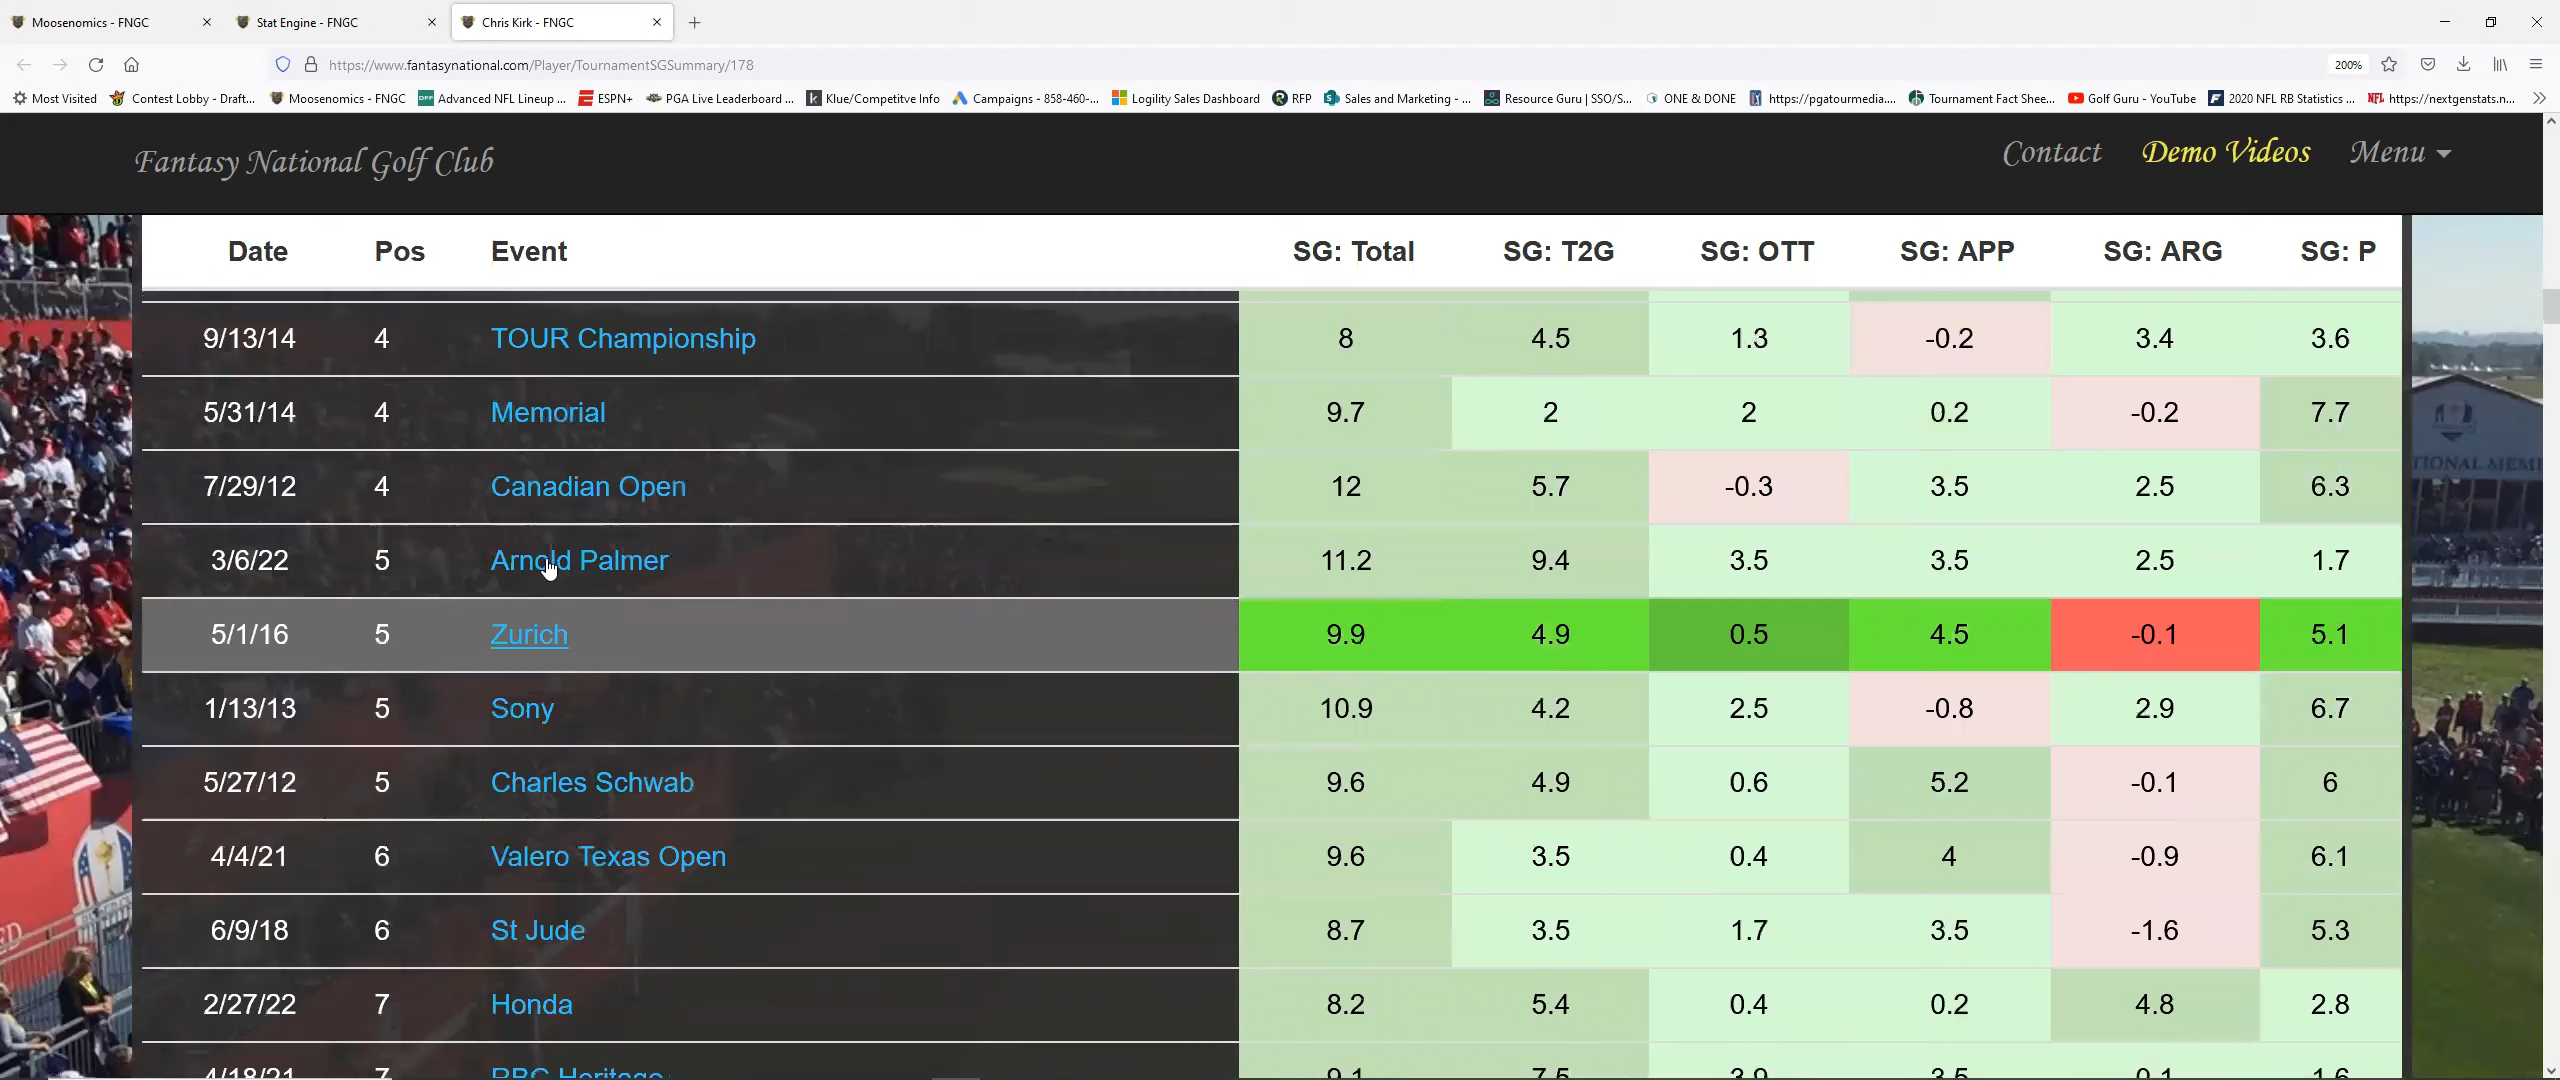 Moosenomics - FNGC
Stat Engine - FNGC
Chris Kirk - FNGC
https://www.fantasynational.com/Player/TournamentSGSummary/178
200%
Most Visited
Contest Lobby - Draft...
Moosenomics - FNGC
DFF
Advanced NFL Lineup ...
ESPN+
PGA Live Leaderboard ...
k
Klue/Competitve Info
Campaigns - 858-460-...
Logility Sales Dashboard
RFP
Sales and Marketing - ...
Resource Guru | SSO/S...
ONE & DONE
https://pgatourmedia....
Tournament Fact Shee...
Golf Guru - YouTube
2020 NFL RB Statistics ...
NFL
https://nextgenstats.n...
Fantasy National Golf Club
Contact Demo Videos Menu
Date Pos Event SG: Total SG: T2G SG: OTT SG: APP SG: ARG SG: P
9/13/14 4 TOUR Championship 8 4.5 1.3 -0.2 3.4 3.6
5/31/14 4 Memorial 9.7 2 2 0.2 -0.2 7.7
7/29/12 4 Canadian Open 12 5.7 -0.3 3.5 2.5 6.3
3/6/22 5 Arnold Palmer 11.2 9.4 3.5 3.5 2.5 1.7
5/1/16 5 Zurich 9.9 4.9 0.5 4.5 -0.1 5.1
1/13/13 5 Sony 10.9 4.2 2.5 -0.8 2.9 6.7
5/27/12 5 Charles Schwab 9.6 4.9 0.6 5.2 -0.1 6
4/4/21 6 Valero Texas Open 9.6 3.5 0.4 4 -0.9 6.1
6/9/18 6 St Jude 8.7 3.5 1.7 3.5 -1.6 5.3
2/27/22 7 Honda 8.2 5.4 0.4 0.2 4.8 2.8
4/18/21 7 RBC Heritage